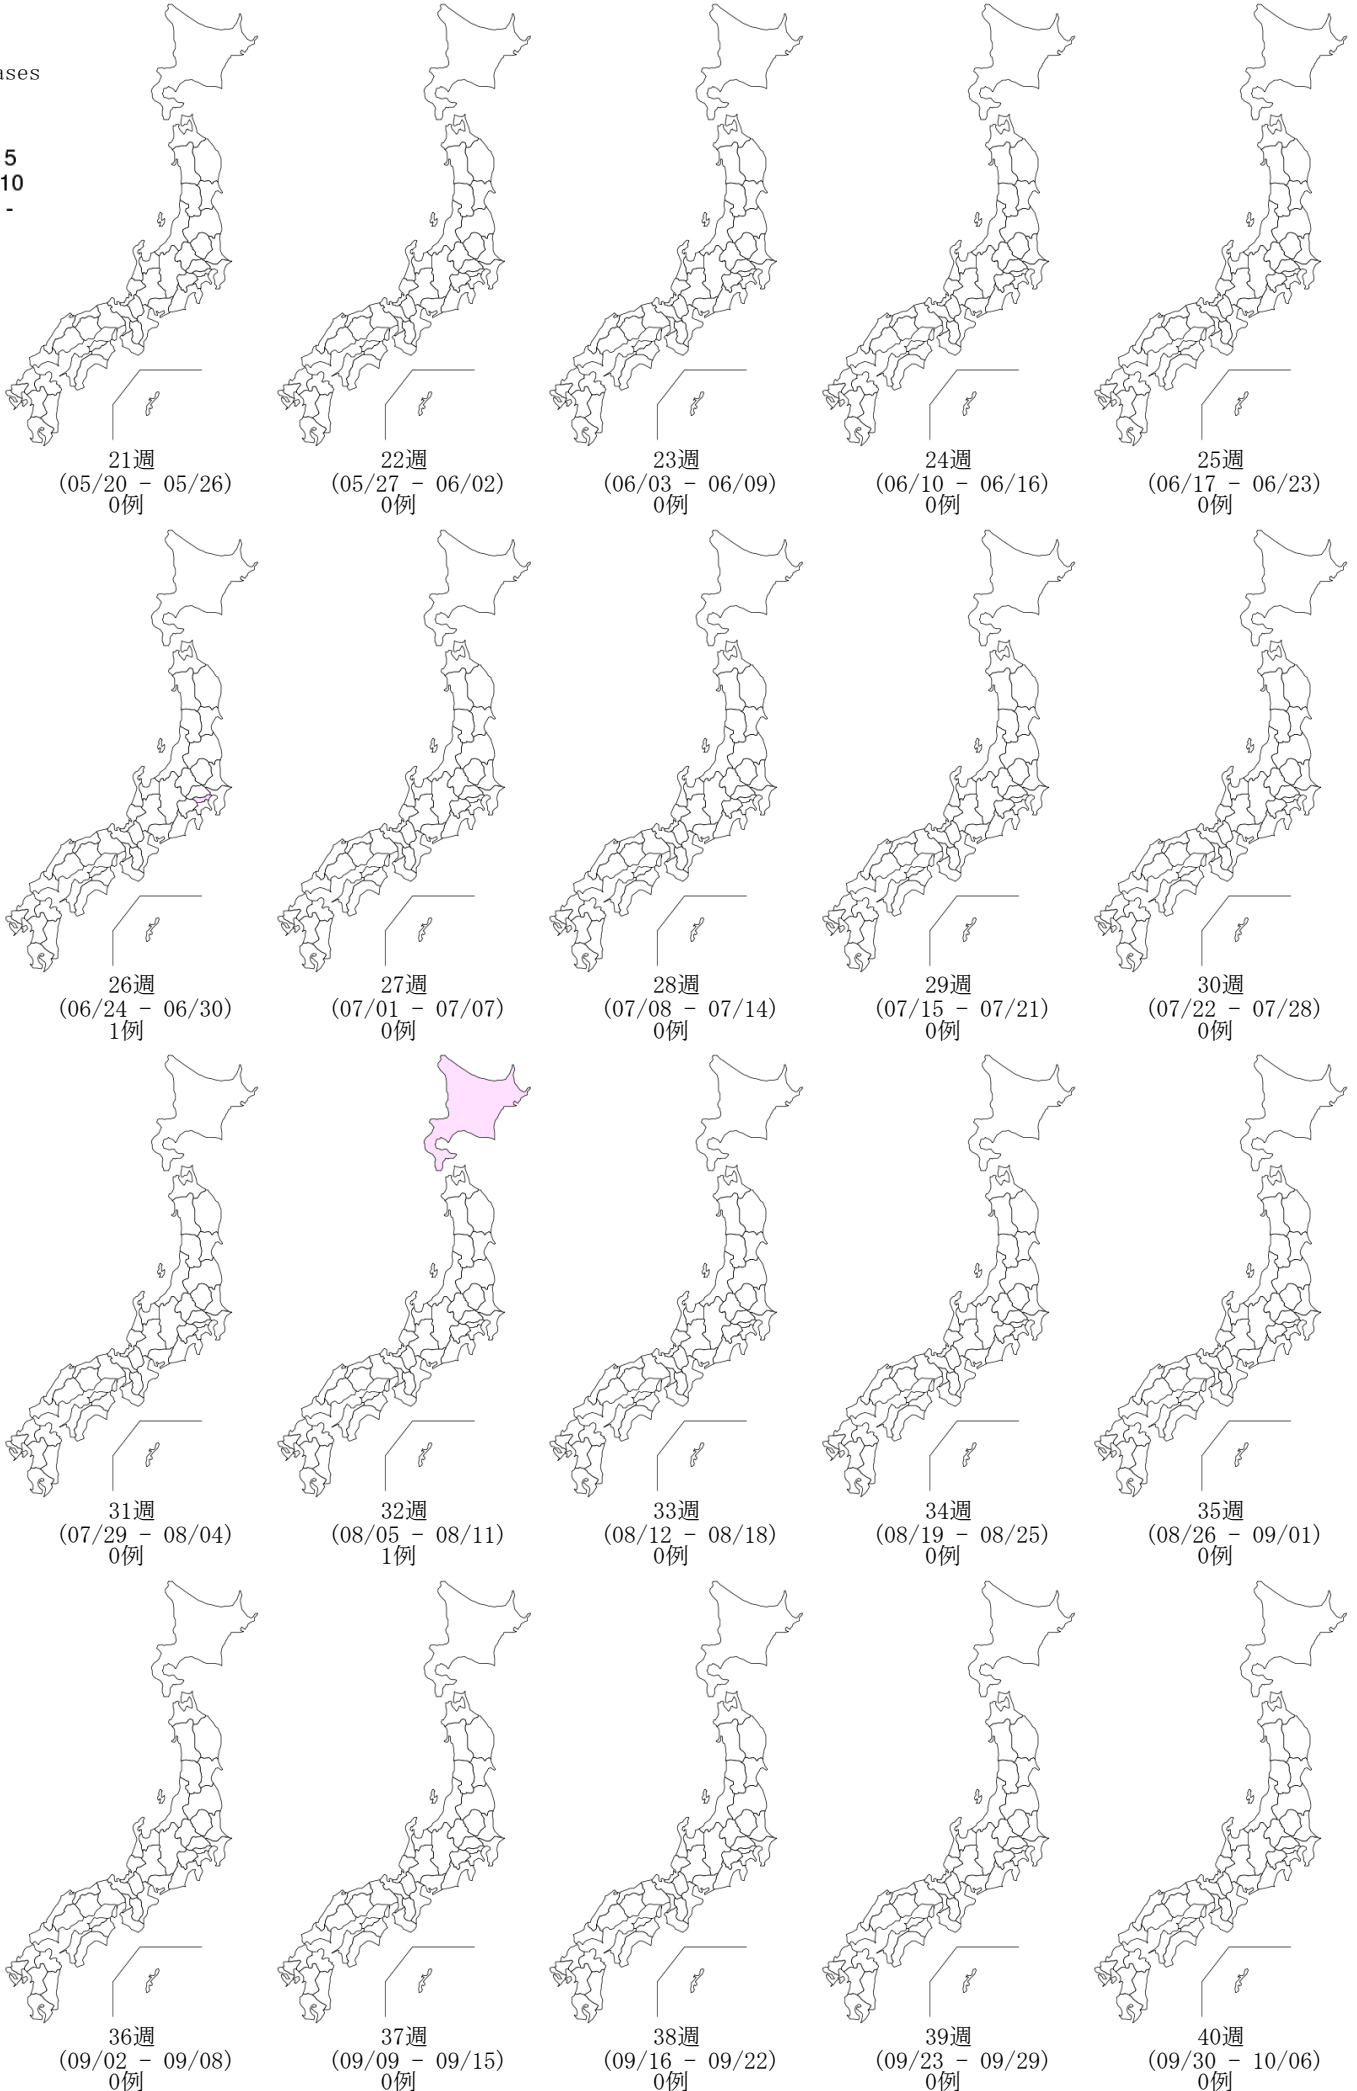 5
10
-
21週
(05/20 - 05/26)
0例
22週
(05/27 - 06/02)
0例
23週
(06/03 - 06/09)
0例
24週
(06/10 - 06/16)
0例
25週
(06/17 - 06/23)
0例
26週
(06/24 - 06/30)
1例
27週
(07/01 - 07/07)
0例
28週
(07/08 - 07/14)
0例
29週
(07/15 - 07/21)
0例
30週
(07/22 - 07/28)
0例
31週
(07/29 - 08/04)
0例
32週
(08/05 - 08/11)
1例
33週
(08/12 - 08/18)
0例
34週
(08/19 - 08/25)
0例
35週
(08/26 - 09/01)
0例
36週
(09/02 - 09/08)
0例
37週
(09/09 - 09/15)
0例
38週
(09/16 - 09/22)
0例
39週
(09/23 - 09/29)
0例
40週
(09/30 - 10/06)
0例